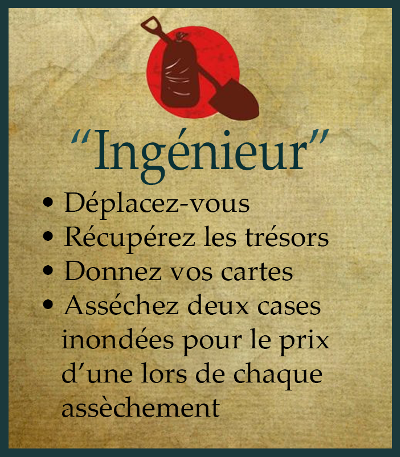 “Ingénieur”
• Déplacez-vous
• Récupérez les trésors
• Donnez vos cartes
• Asséchez deux cases
inondées pour le prix
d’une lors de chaque
assèchement